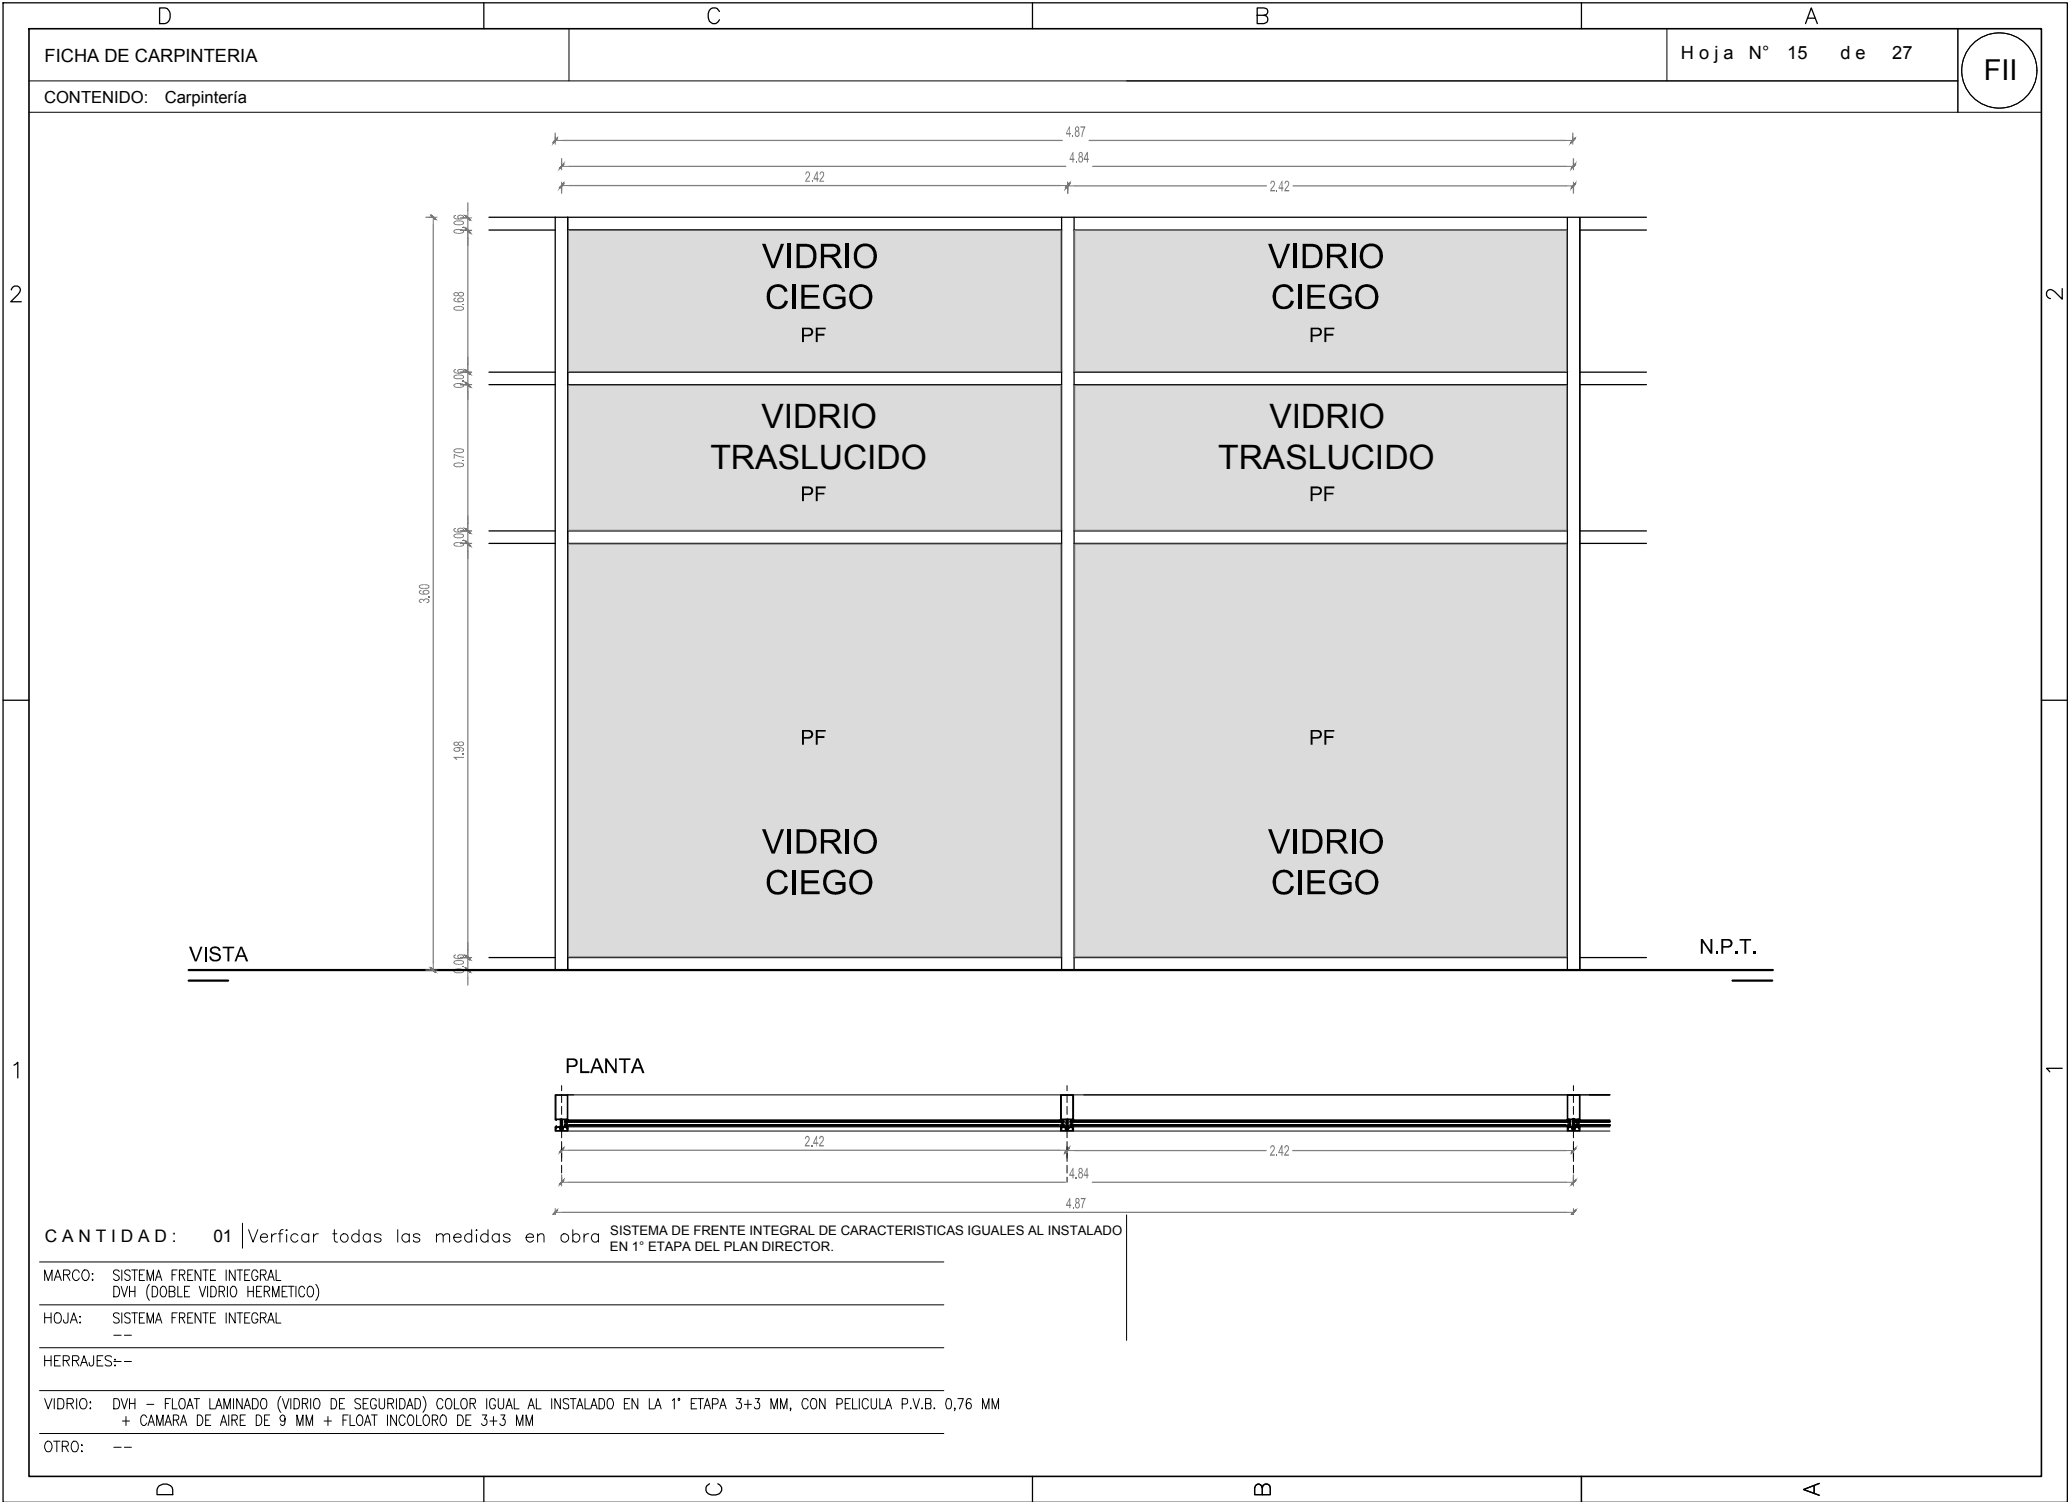 D C B A
FICHA DE CARPINTERIA
Hoja N° 15 de 27
FII
CONTENIDO: Carpintería
4.87
4.84
2.42 2.42
0.06
VIDRIO VIDRIO
CIEGO CIEGO
PF PF
2 0.68 2
0.06
VIDRIO VIDRIO
TRASLUCIDO TRASLUCIDO
PF PF
0.70
0.06
3.60
PF PF
1.98
VIDRIO VIDRIO
CIEGO CIEGO
VISTA N.P.T.
0.06
PLANTA
1 1
2.42 2.42
4.84
4.87
CANTIDAD: 01 Verficar todas las medidas en obra
SISTEMA DE FRENTE INTEGRAL DE CARACTERISTICAS IGUALES AL INSTALADO
EN 1° ETAPA DEL PLAN DIRECTOR.
MARCO: SISTEMA FRENTE INTEGRAL
DVH (DOBLE VIDRIO HERMETICO)
HOJA: SISTEMA FRENTE INTEGRAL
--
HERRAJES:--
VIDRIO: DVH – FLOAT LAMINADO (VIDRIO DE SEGURIDAD) COLOR IGUAL AL INSTALADO EN LA 1° ETAPA 3+3 MM, CON PELICULA P.V.B. 0,76 MM
+ CAMARA DE AIRE DE 9 MM + FLOAT INCOLORO DE 3+3 MM
OTRO: --
D C B A